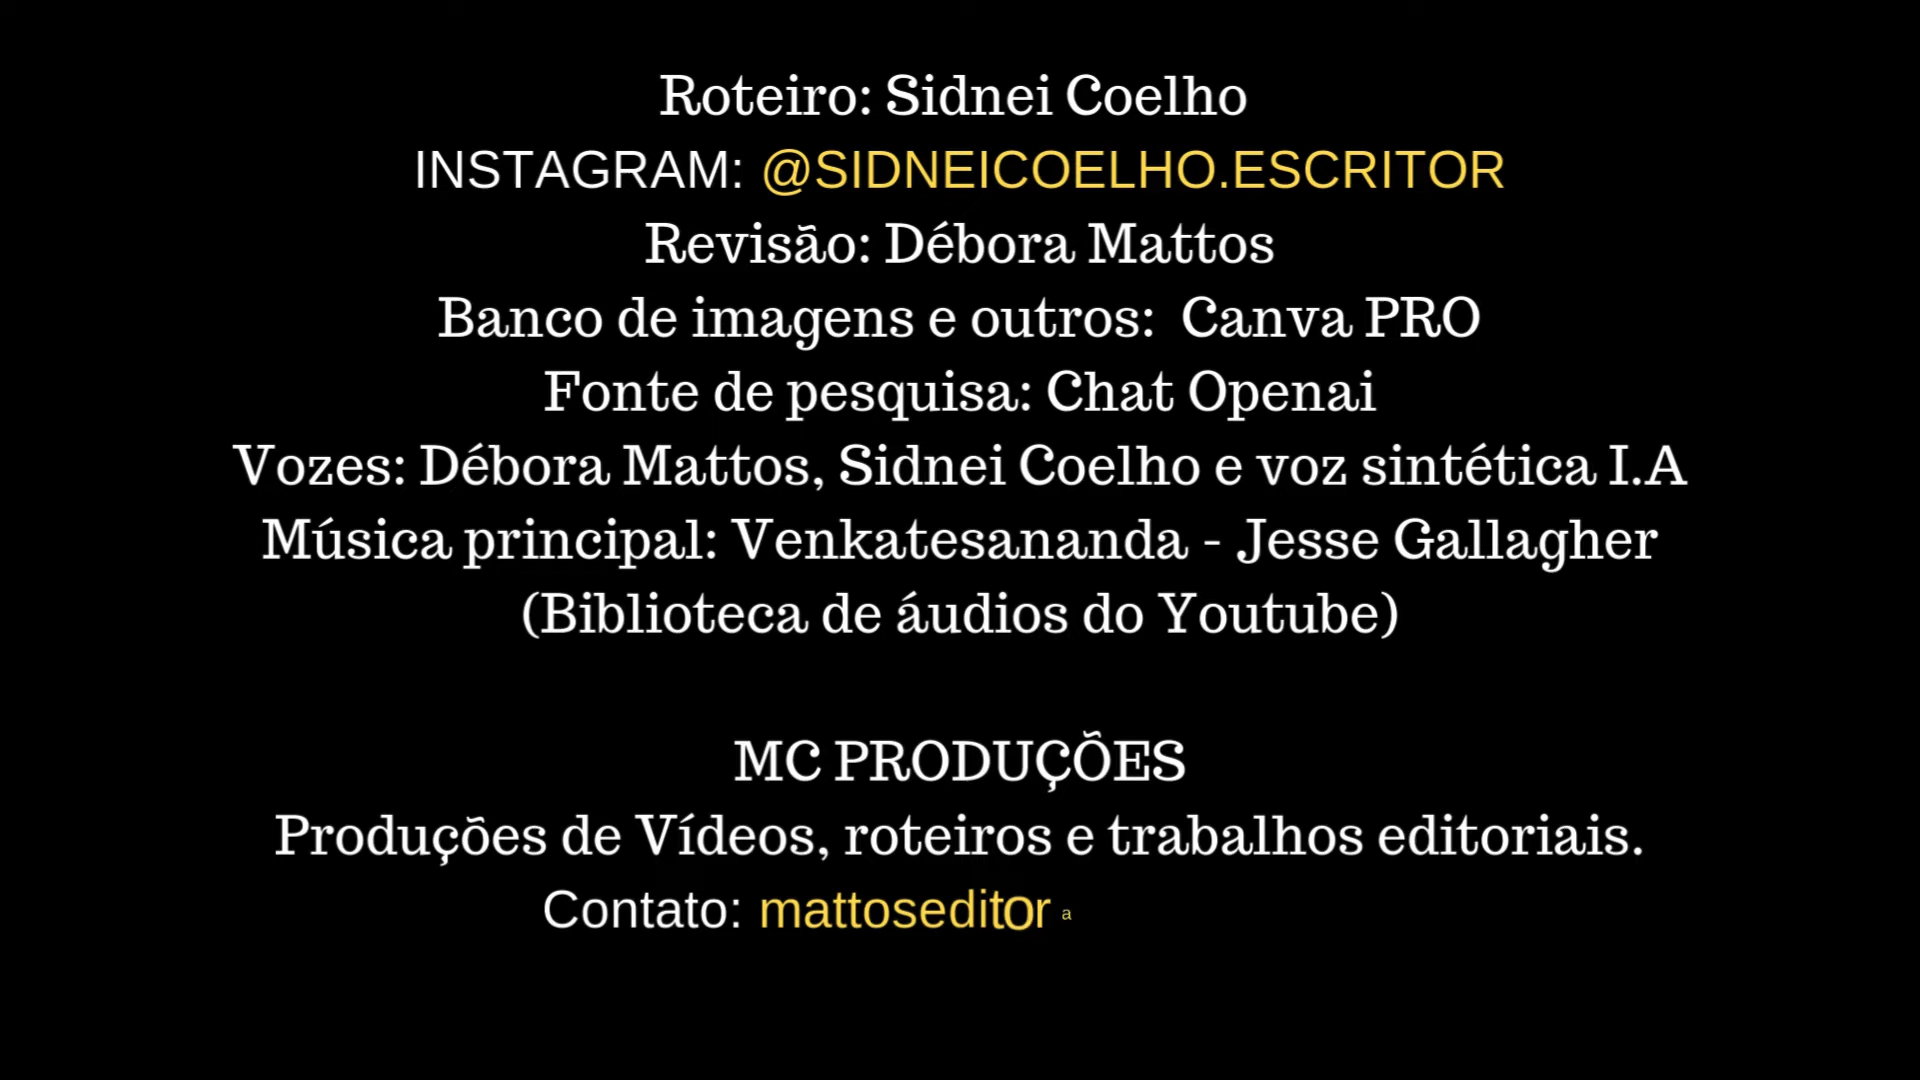 Roteiro: Sidnei Coelho
INSTAGRAM: @SIDNEICOELHO.ESCRITOR
Revisão: Débora Mattos
Banco de imagens e outros: Canva PRO
Fonte de pesquisa: Chat Openai
Vozes: Débora Mattos, Sidnei Coelho e voz sintética I.A
Música principal: Venkatesananda - Jesse Gallagher
(Biblioteca de áudios do Youtube)
MC PRODUÇÕES
Produções de Vídeos, roteiros e trabalhos editoriais.
Contato: mattoseditor a